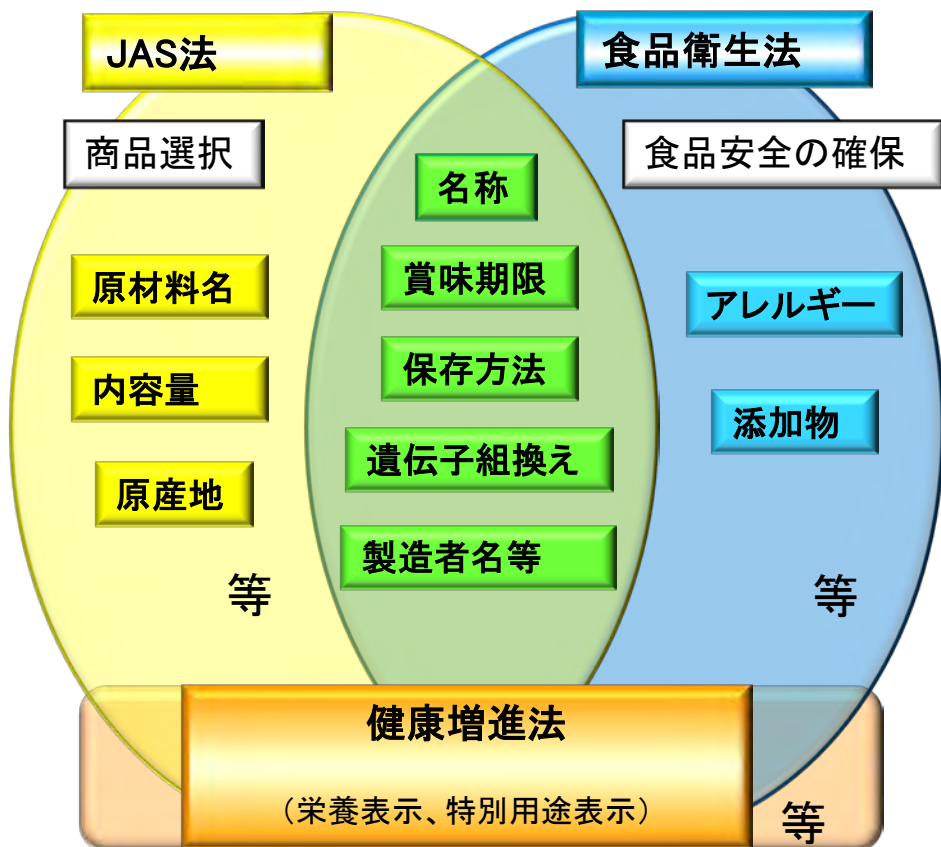 JAS法
食品衛生法
商品選択
食品安全の確保
名称
賞味期限
保存方法
遺伝子組換え
製造者名等
原材料名
内容量
原産地
等
アレルギー
添加物
等
健康増進法
（栄養表示、特別用途表示）
等